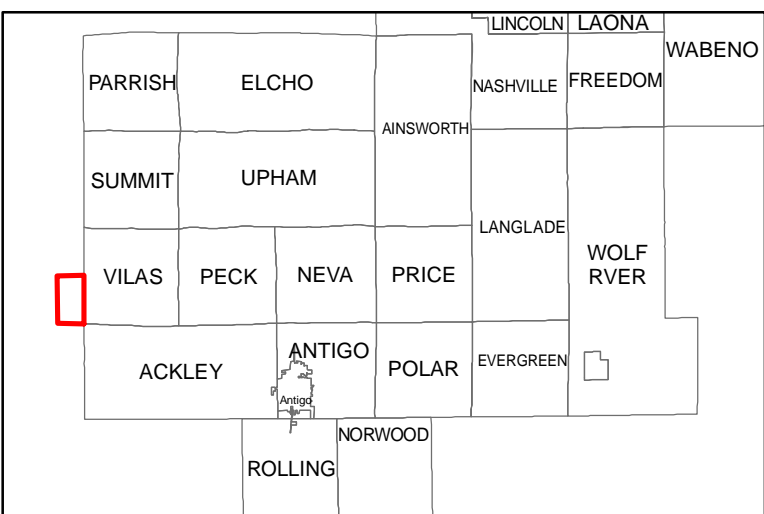 LINCOLN
LAONA
WABENO
PARRISH
ELCHO
NASHVILLE
FREEDOM
AINSWORTH
SUMMIT
UPHAM
LANGLADE
WOLF
RVER
VILAS
PECK
NEVA
PRICE
ANTIGO
ACKLEY
POLAR
EVERGREEN
Antigo
NORWOOD
ROLLING